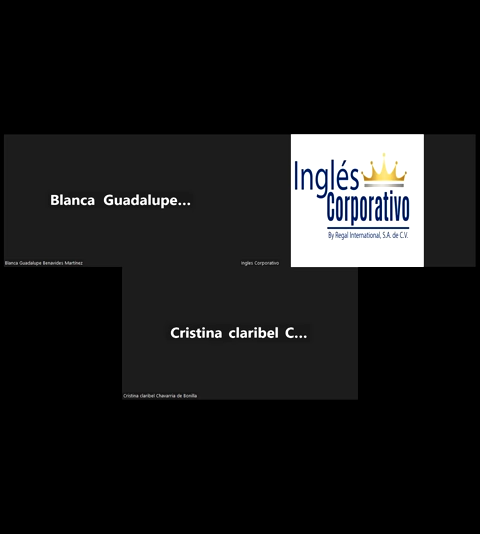 Blanca Guadalupe...
Blanca Guadalupe Benavides Martínez
Inglés
Corporativo
By Regal International, S.A. de C.V.
Ingles Corporativo
Cristina claribel C...
Cristina claribel Chavarria de Bonilla